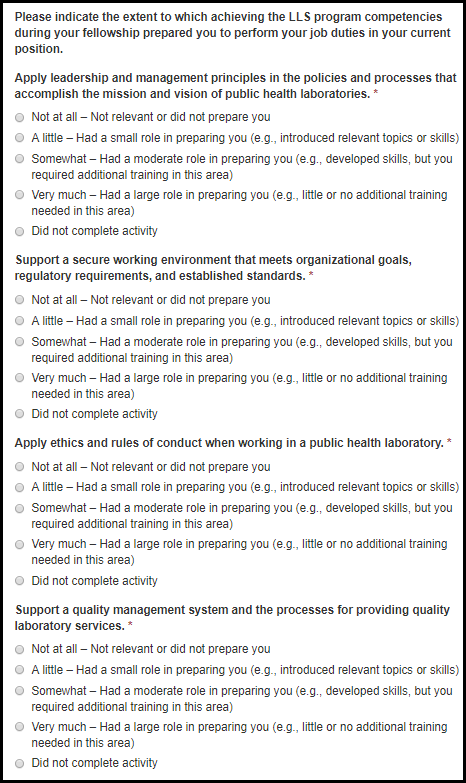 Please indicate the extent to which achieving the LLS program competencies
during your fellowship prepared you to perform your job duties in your current
position.
Apply leadership and management principles in the policies and processes that
accomplish the mission and vision of public health laboratories. *
Not at all – Not relevant or did not prepare you
A little – Had a small role in preparing you (e.g., introduced relevant topics or skills)
Somewhat – Had a moderate role in preparing you (e.g., developed skills, but you
required additional training in this area)
Very much – Had a large role in preparing you (e.g., little or no additional training
needed in this area)
Did not complete activity
Support a secure working environment that meets organizational goals,
regulatory requirements, and established standards. *
Not at all – Not relevant or did not prepare you
A little – Had a small role in preparing you (e.g., introduced relevant topics or skills)
Somewhat – Had a moderate role in preparing you (e.g., developed skills, but you
required additional training in this area)
Very much – Had a large role in preparing you (e.g., little or no additional training
needed in this area)
Did not complete activity
Apply ethics and rules of conduct when working in a public health laboratory. *
Not at all – Not relevant or did not prepare you
A little – Had a small role in preparing you (e.g., introduced relevant topics or skills)
Somewhat – Had a moderate role in preparing you (e.g., developed skills, but you
required additional training in this area)
Very much – Had a large role in preparing you (e.g., little or no additional training
needed in this area)
Did not complete activity
Support a quality management system and the processes for providing quality
laboratory services. *
Not at all – Not relevant or did not prepare you
A little – Had a small role in preparing you (e.g., introduced relevant topics or skills)
Somewhat – Had a moderate role in preparing you (e.g., developed skills, but you
required additional training in this area)
Very much – Had a large role in preparing you (e.g., little or no additional training
needed in this area)
Did not complete activity